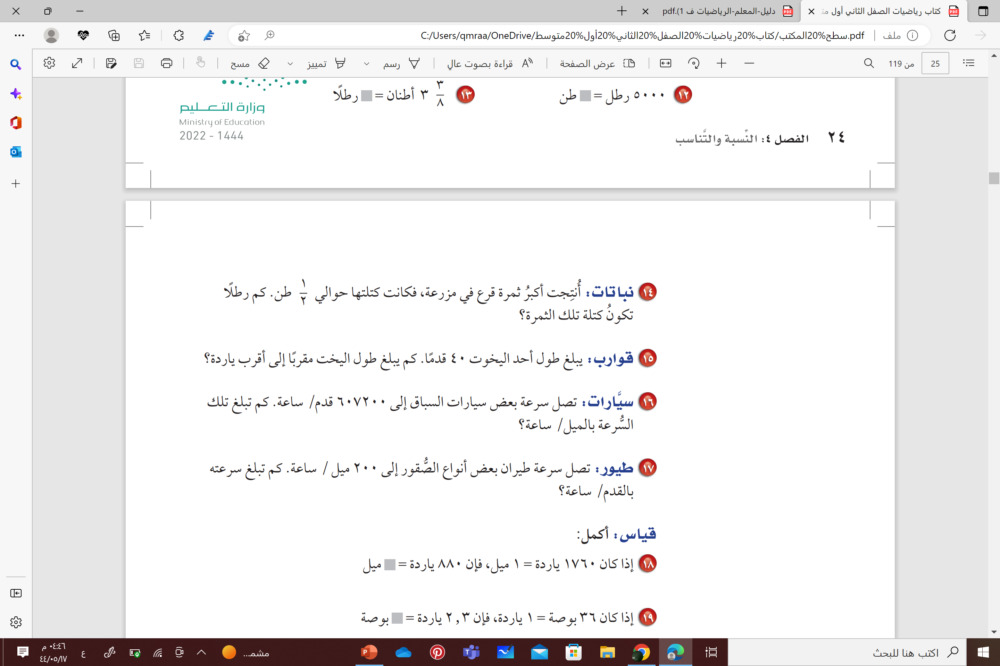 كتاب رياضيات الصفل الثاني أول
دليل-المعلم-الرياضيات ف 1).pdf
ملف
C:/Users/qmraa/OneDrive/سطح%20المكتب/كتاب%20رياضيات%20الصفل%20الثاني%20أول%20متوسط.pdf
25 من 119
عرض الصفحة
قراءة بصوت عالٍ
رسم
تمييز
مسح
١٢ ٥٠٠٠ رطل = ■ طن
١٣ ٣ ٣/٨ أطنان = ■ رطلًا
وزارة التعليم
Ministry of Education
2022 - 1444
٢٤ الفصل ٤: النِّسبة والتَّناسب
١٤ نباتات: أُنتِجت أكبرُ ثمرة قرع في مزرعة، فكانت كتلتها حوالي ١/٢ طن. كم رطلًا
تكونُ كتلة تلك الثمرة؟
١٥ قوارب: يبلغ طول أحد اليخوت ٤٠ قدمًا. كم يبلغ طول اليخت مقربًا إلى أقرب ياردة؟
١٦ سيَّارات: تصل سرعة بعض سيارات السباق إلى ٦٠٧٢٠٠ قدم/ ساعة. كم تبلغ تلك
السُّرعة بالميل/ ساعة؟
١٧ طيور: تصل سرعة طيران بعض أنواع الصُّقور إلى ٢٠٠ ميل / ساعة. كم تبلغ سرعته
بالقدم/ ساعة؟
قياس: أكمل:
١٨ إذا كان ١٧٦٠ ياردة = ١ ميل، فإن ٨٨٠ ياردة = ■ ميل
١٩ إذا كان ٣٦ بوصة = ١ ياردة، فإن ٢,٣ ياردة = ■ بوصة
اكتب هنا للبحث
مشمـ...
ع
٠٤:٤٦ م
٤٤/٠٥/١٧